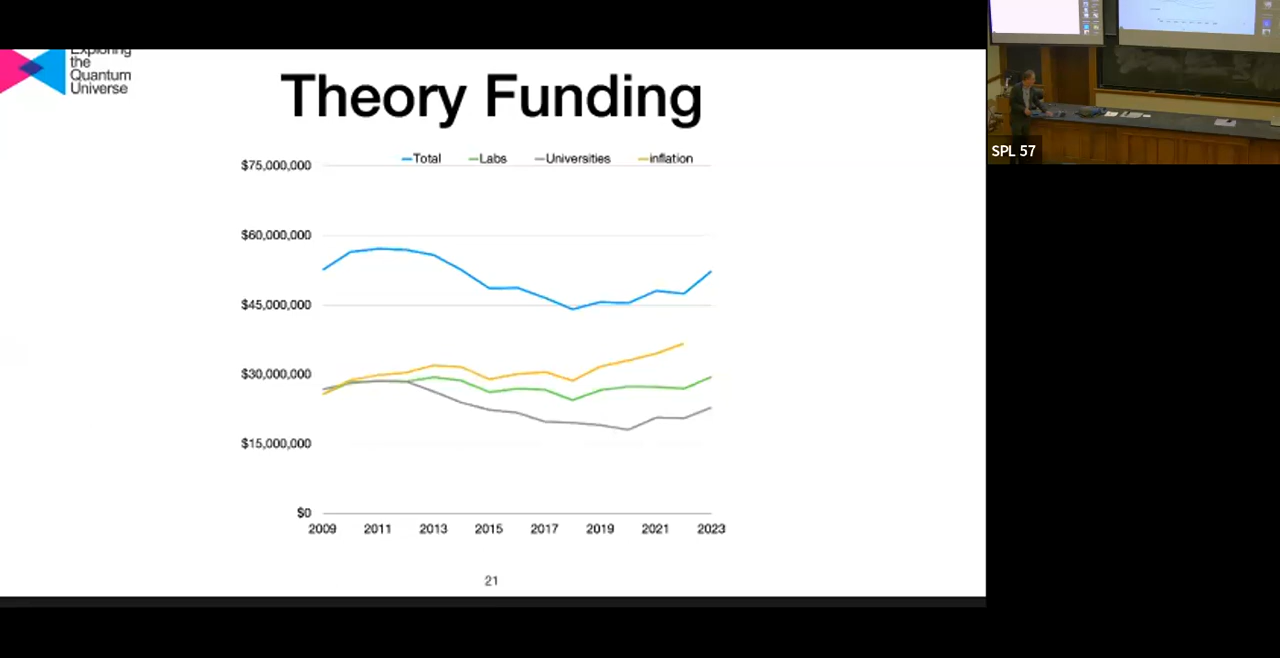 Exploring
the
Quantum
Universe
Theory Funding
Total Labs Universities inflation
$75,000,000
$60,000,000
$45,000,000
$30,000,000
$15,000,000
$0
2009 2011 2013 2015 2017 2019 2021 2023
21
SPL 57